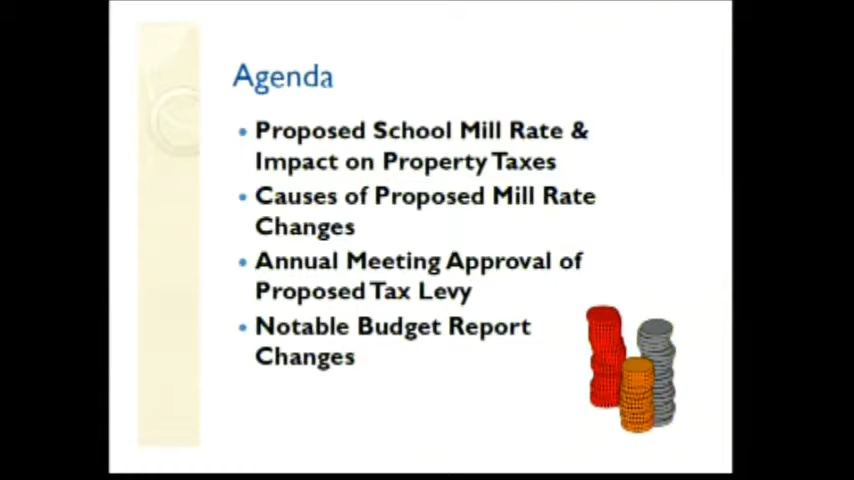 Agenda
• Proposed School Mill Rate &
Impact on Property Taxes
• Causes of Proposed Mill Rate
Changes
• Annual Meeting Approval of
Proposed Tax Levy
• Notable Budget Report
Changes